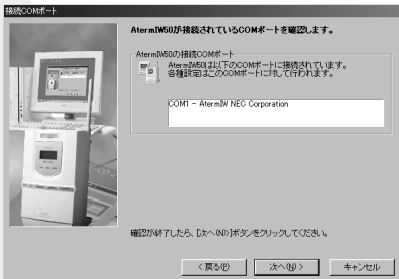 接続COMポート
AtermIW50が接続されているCOMポートを確認します。
AtermIW50の接続COMポート
AtermIW50は以下のCOMポートに接続されています。
各種設定はこのCOMポートに対して行われます。
COM1 - AtermIW NEC Corporation
確認が終了したら、[次へ(N)>]ボタンをクリックしてください。
< 戻る(P)
次へ(N) >
キャンセル